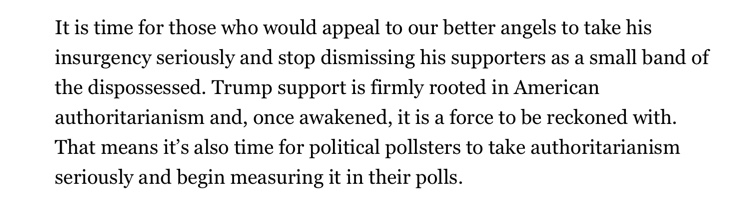 It is time for those who would appeal to our better angels to take his
insurgency seriously and stop dismissing his supporters as a small band of
the dispossessed. Trump support is firmly rooted in American
authoritarianism and, once awakened, it is a force to be reckoned with.
That means it’s also time for political pollsters to take authoritarianism
seriously and begin measuring it in their polls.